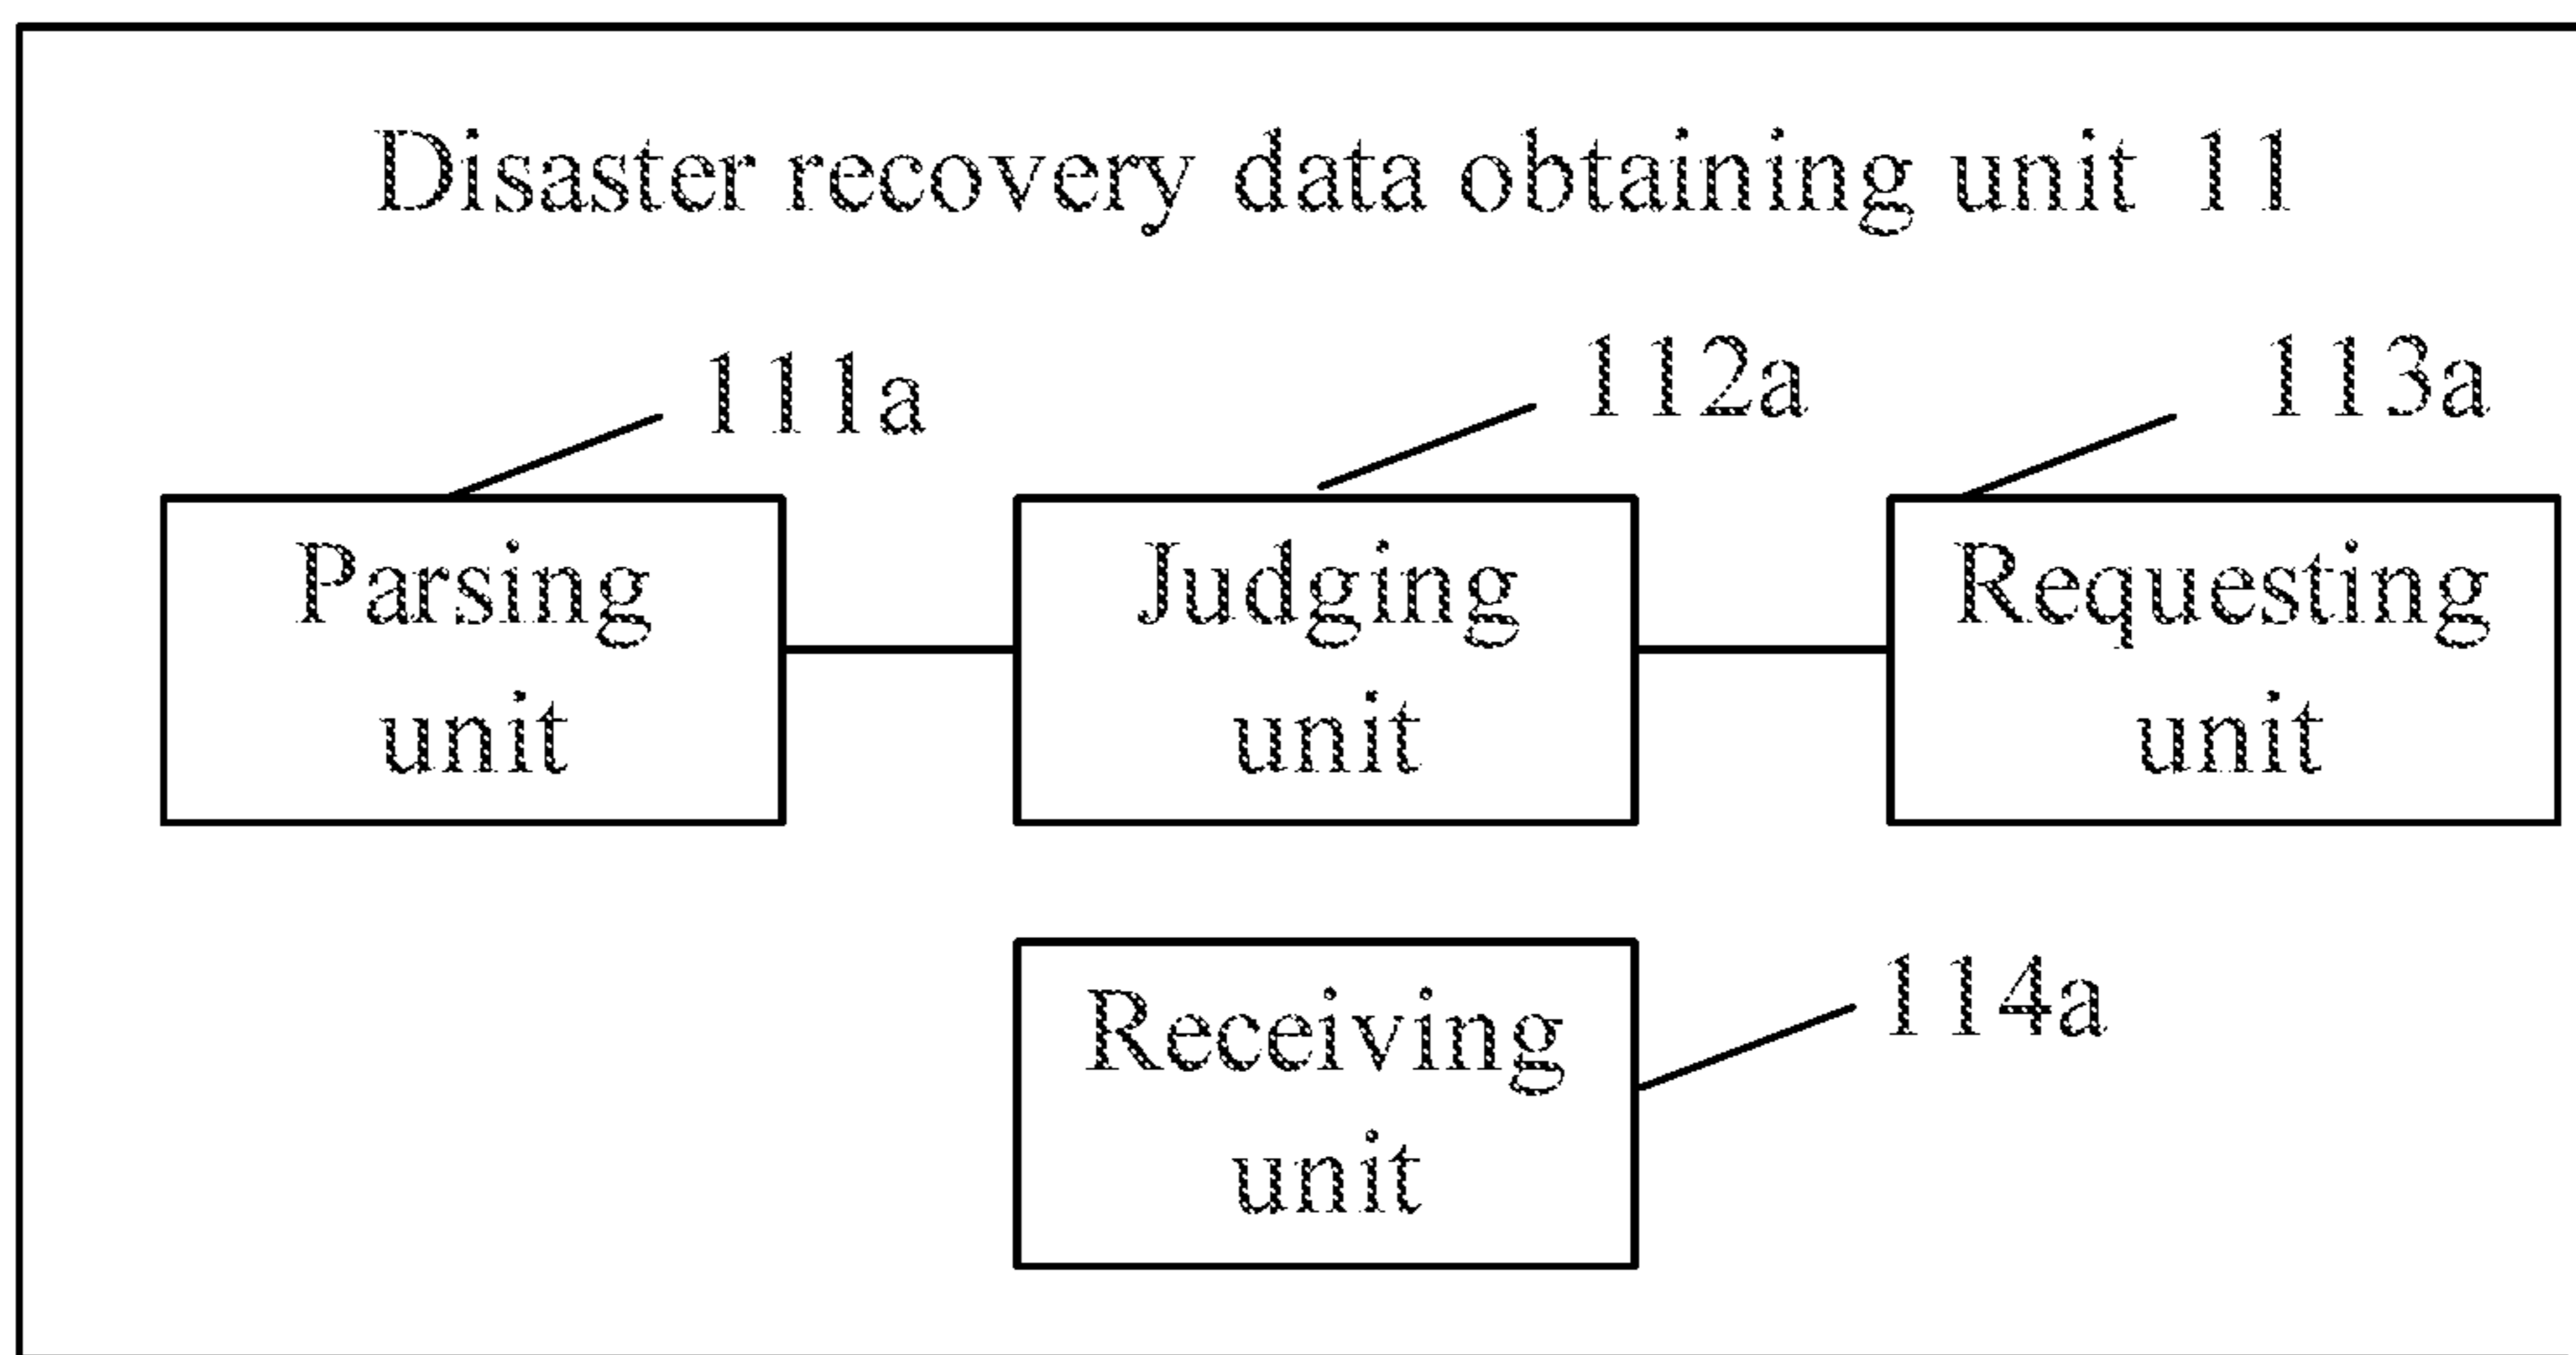 Disaster recovery data obtaining unit 11
111a
112a
113a
Parsing
unit
Judging
unit
Requesting
unit
Receiving
unit
114a